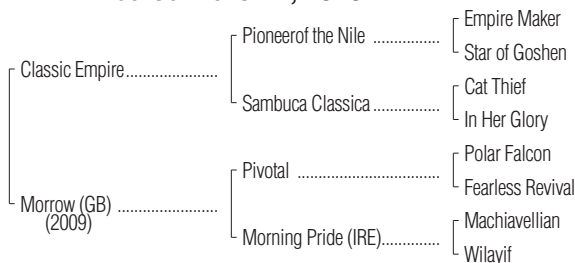 Pioneerof the Nile ............... Empire Maker
Star of Goshen
Classic Empire.....................
Sambuca Classica ............... Cat Thief
In Her Glory
Pivotal ................................ Polar Falcon
Fearless Revival
Morrow (GB) .......................
(2009)
Morning Pride (IRE)............. Machiavellian
Wilayif